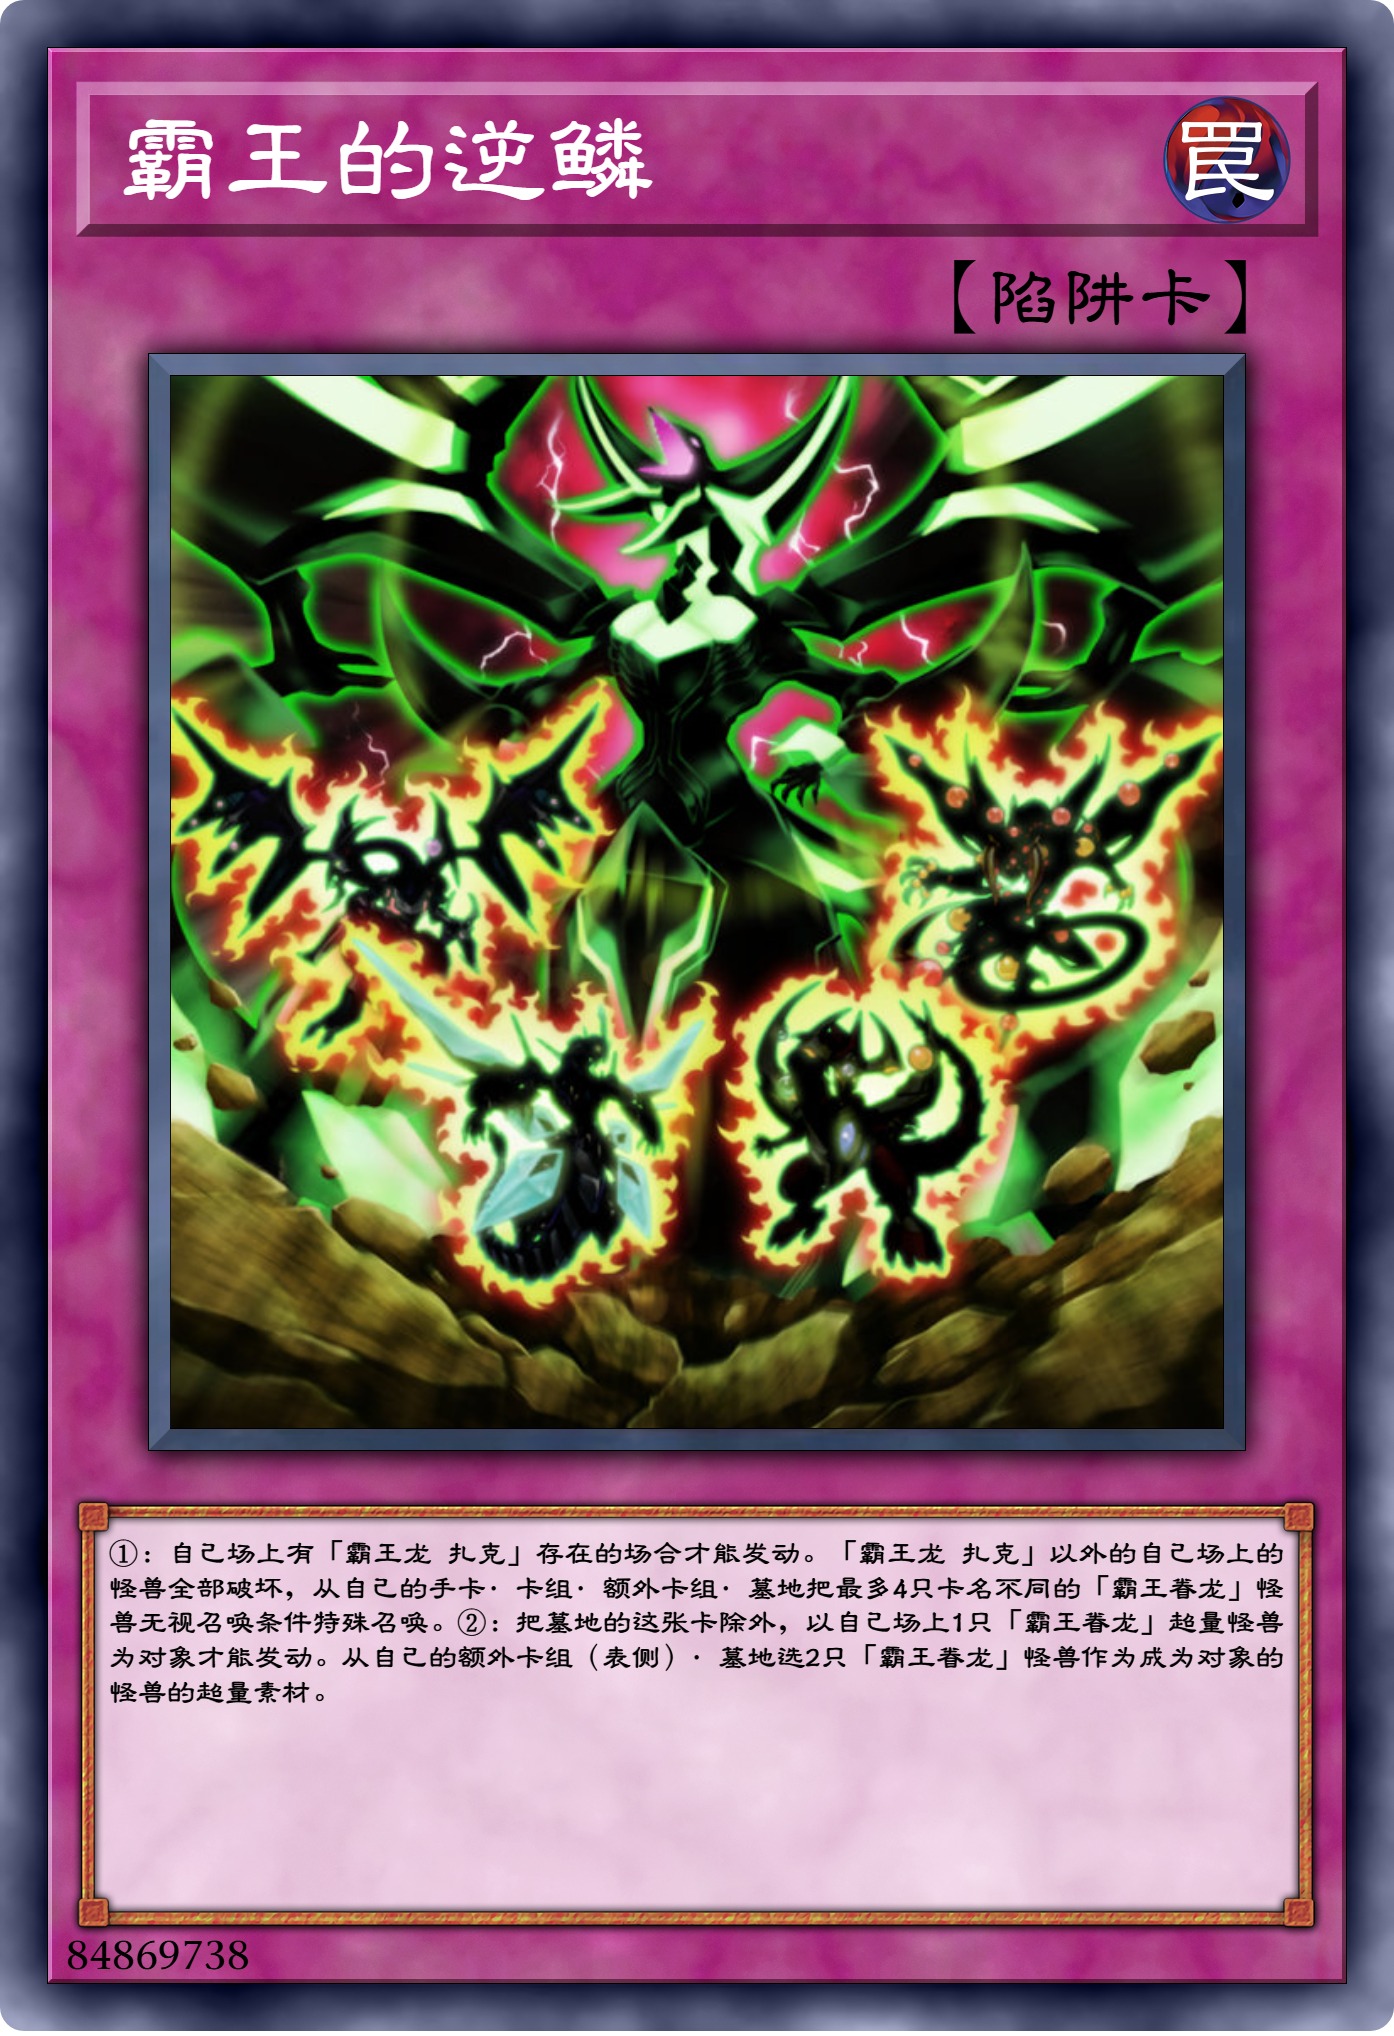 霸王的逆鳞
罠
【陷阱卡】
①：自己场上有「霸王龙 扎克」存在的场合才能发动。「霸王龙 扎克」以外的自己场上的
怪兽全部破坏，从自己的手卡·卡组·额外卡组·墓地把最多4只卡名不同的「霸王眷龙」怪
兽无视召唤条件特殊召唤。②：把墓地的这张卡除外，以自己场上1只「霸王眷龙」超量怪兽
为对象才能发动。从自己的额外卡组（表侧）·墓地选2只「霸王眷龙」怪兽作为成为对象的
怪兽的超量素材。
84869738